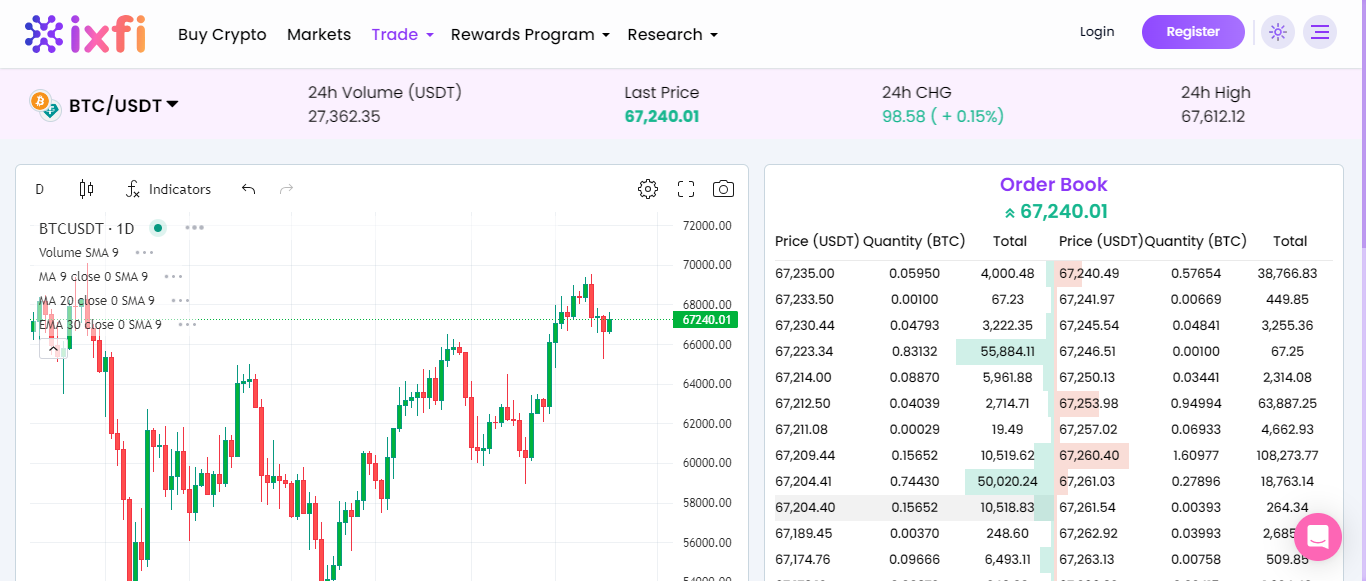 ixfi
Buy Crypto Markets Trade Rewards Program Research Login Register
BTC/USDT
24h Volume (USDT) Last Price 24h CHG 24h High
27,362.35 67,240.01 98.58 ( + 0.15%) 67,612.12
D Indicators
BTCUSDT · 1D
Volume SMA 9
MA 9 close 0 SMA 9
MA 20 close 0 SMA 9
EMA 30 close 0 SMA 9
72000.00
70000.00
68000.00
67240.01
66000.00
64000.00
62000.00
60000.00
58000.00
56000.00
Order Book
67,240.01
Price (USDT) Quantity (BTC) Total Price (USDT) Quantity (BTC) Total
67,235.00 0.05950 4,000.48 67,240.49 0.57654 38,766.83
67,233.50 0.00100 67.23 67,241.97 0.00669 449.85
67,230.44 0.04793 3,222.35 67,245.54 0.04841 3,255.36
67,223.34 0.83132 55,884.11 67,246.51 0.00100 67.25
67,214.00 0.08870 5,961.88 67,250.13 0.03441 2,314.08
67,212.50 0.04039 2,714.71 67,253.98 0.94994 63,887.25
67,211.08 0.00029 19.49 67,257.02 0.06933 4,662.93
67,209.44 0.15652 10,519.62 67,260.40 1.60977 108,273.77
67,204.41 0.74430 50,020.24 67,261.03 0.27896 18,763.14
67,204.40 0.15652 10,518.83 67,261.54 0.00393 264.34
67,189.45 0.00370 248.60 67,262.92 0.03993
67,174.76 0.09666 6,493.11 67,263.13 0.00758 509.85